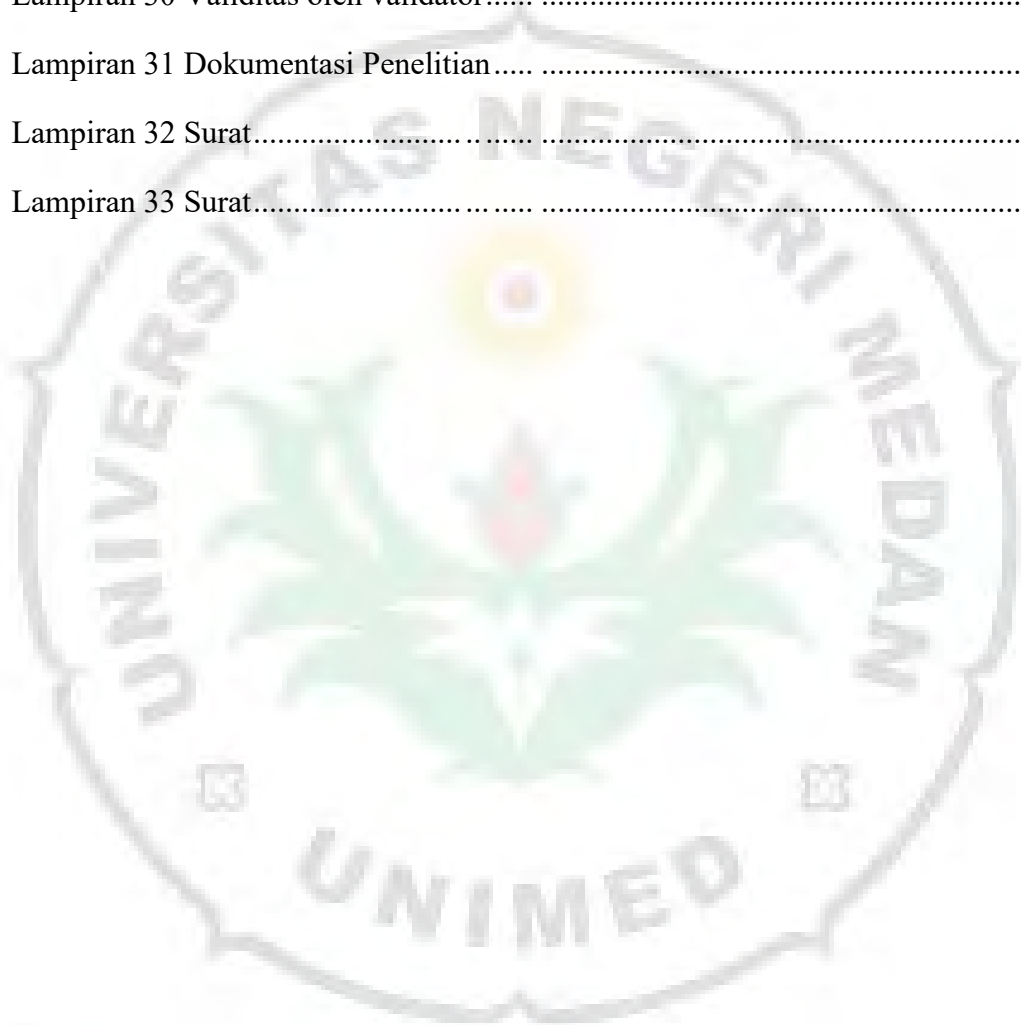 Lampiran 30 Validitas oleh validator..... ............................................................
Lampiran 31 Dokumentasi Penelitian..... ............................................................
Lampiran 32 Surat.......................... .. ..... ............................................................
Lampiran 33 Surat.......................... ... .... ............................................................
UNIVERSITAS NEGERI MEDAN
UNIMED